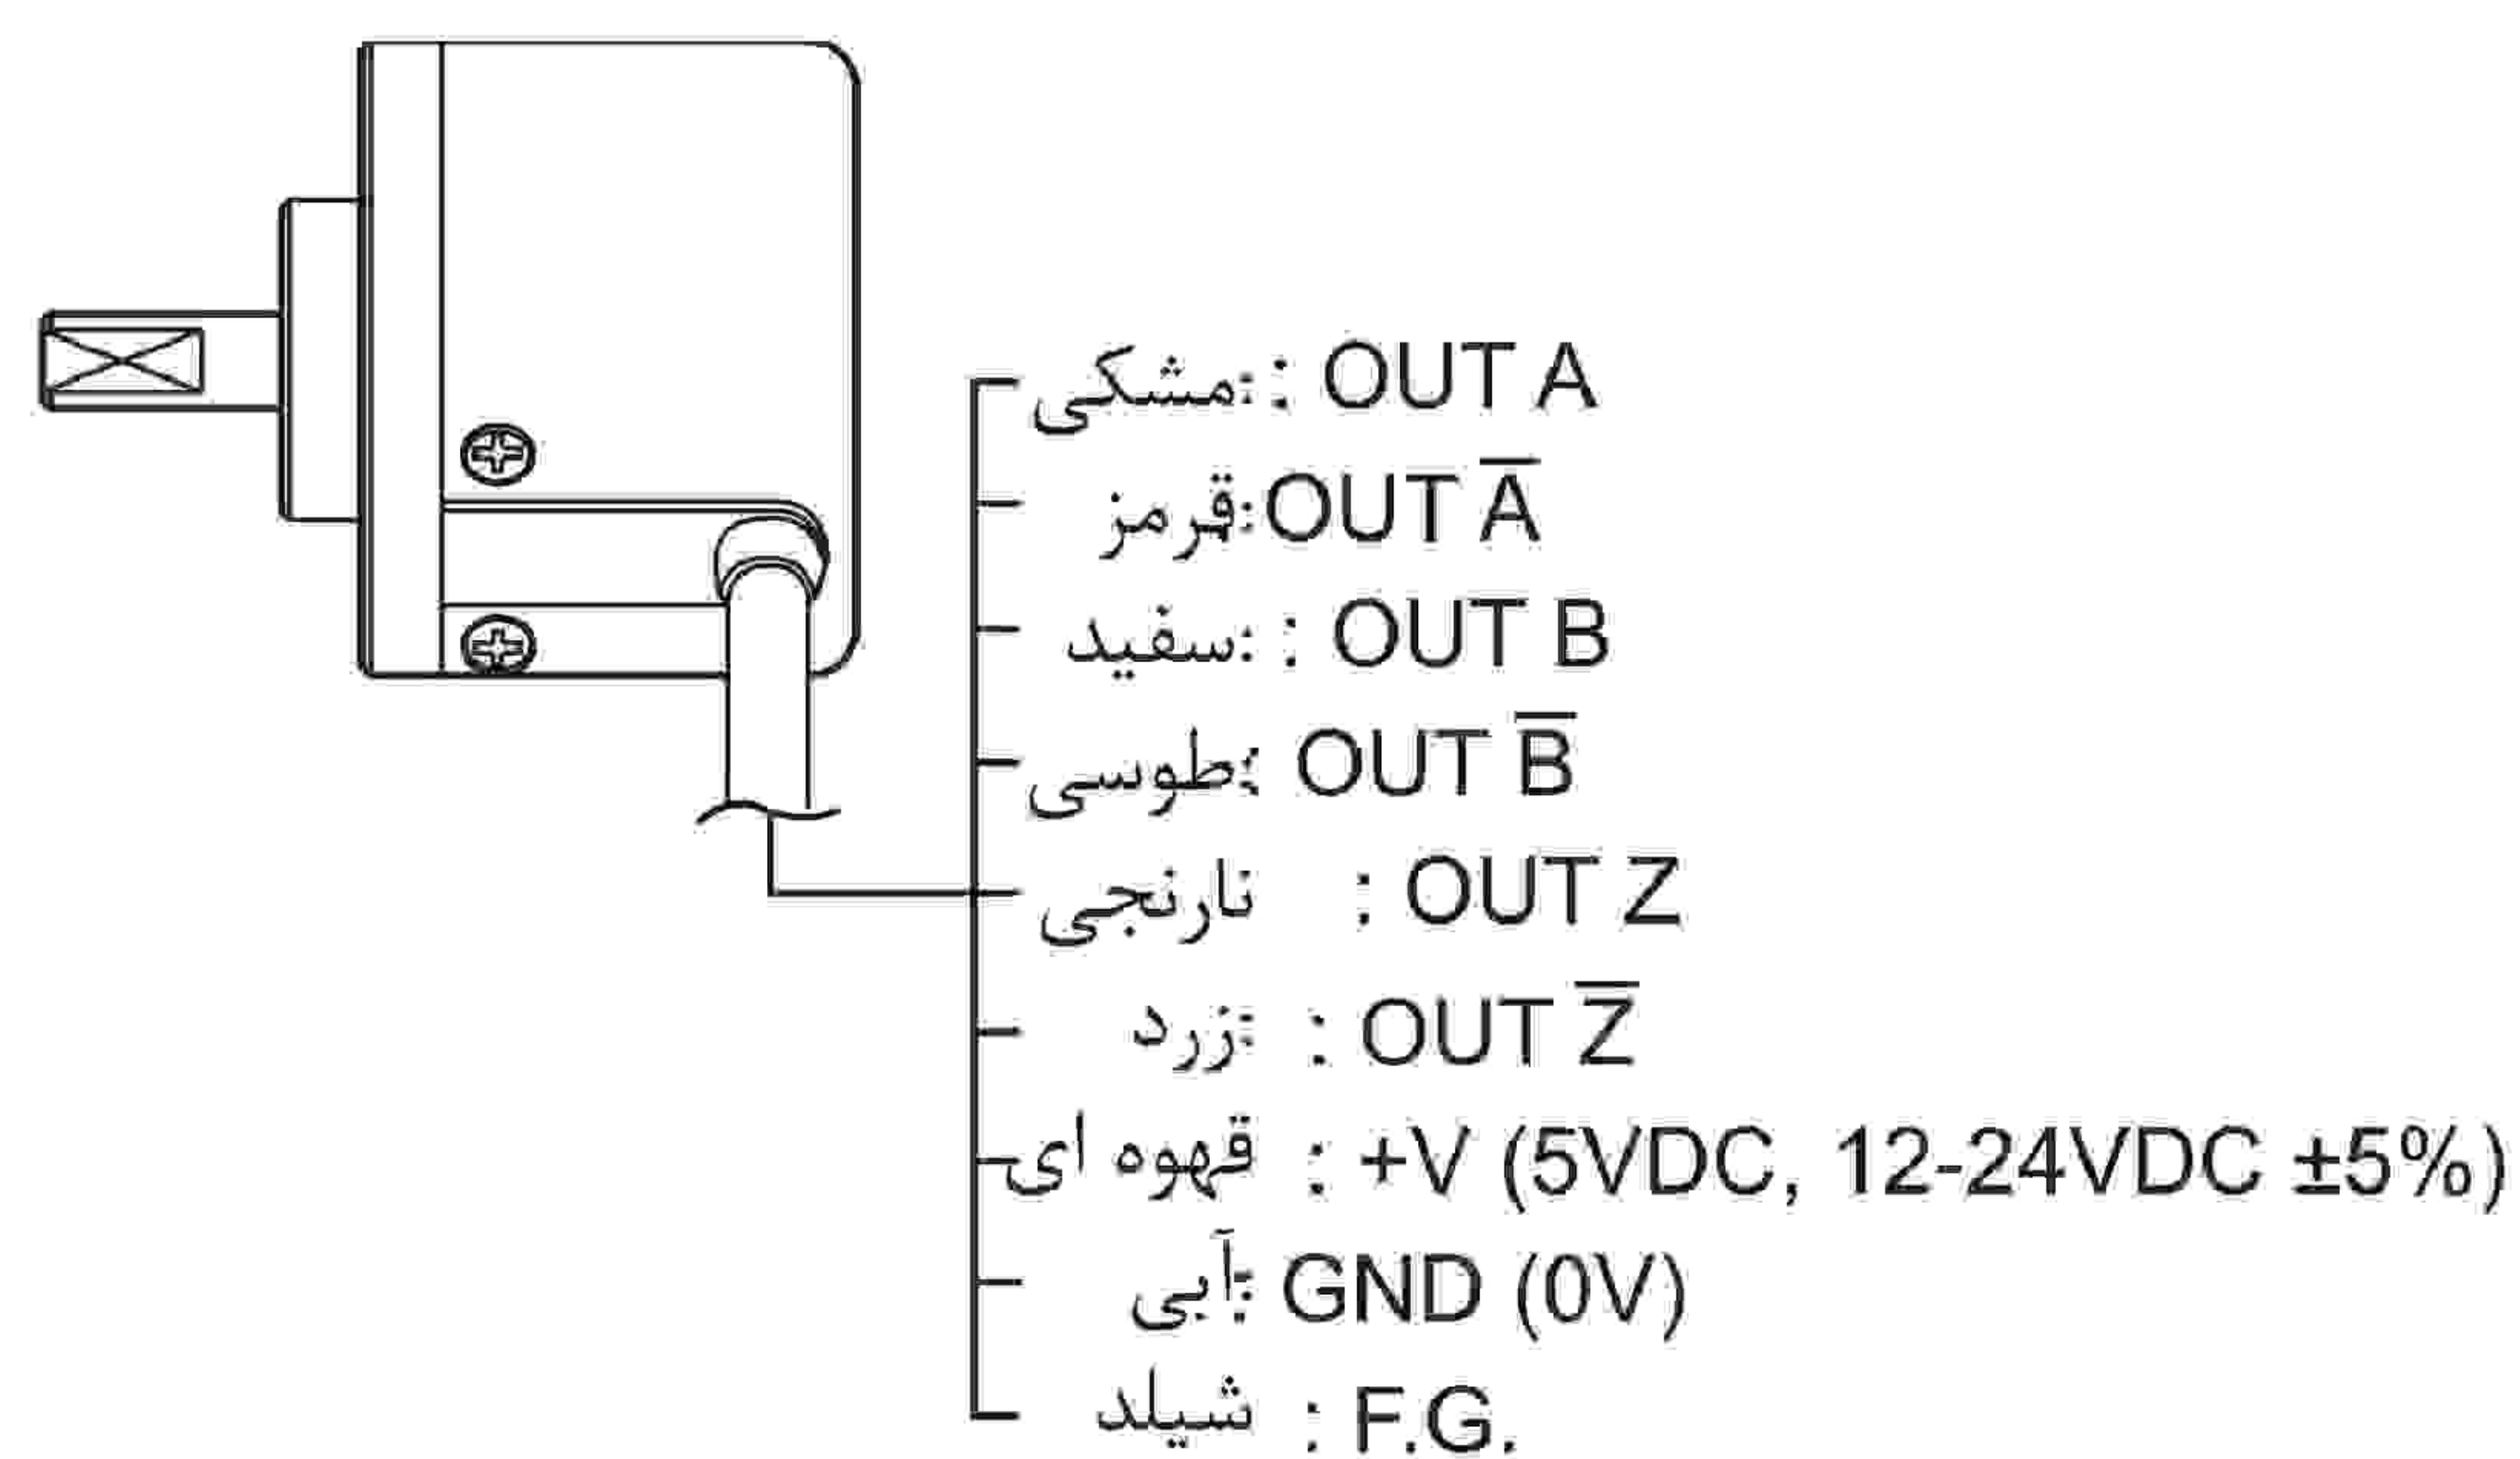 مشکی: : OUT A
قرمز: OUT A̅
سفید: : OUT B
طوسی: : OUT B̅
نارنجی : OUT Z
زرد: : OUT Z̅
قهوه ای : +V (5VDC, 12-24VDC ±5%)
آبی: : GND (0V)
شیلد : F.G.